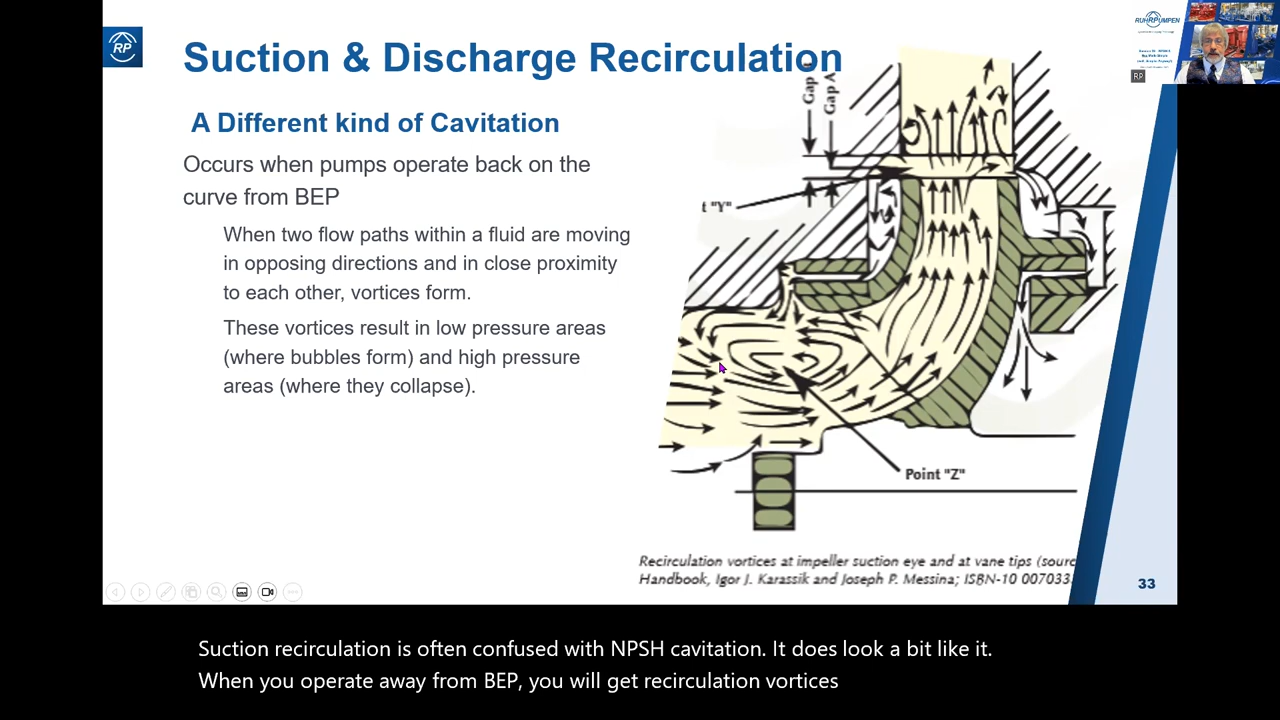 RP
Suction & Discharge Recirculation
A Different kind of Cavitation
Occurs when pumps operate back on the
curve from BEP
When two flow paths within a fluid are moving
in opposing directions and in close proximity
to each other, vortices form.
These vortices result in low pressure areas
(where bubbles form) and high pressure
areas (where they collapse).
Gap
Gap A
t "Y"
Point "Z"
Recirculation vortices at impeller suction eye and at vane tips (sourc
Handbook, Igor J. Karassik and Joseph P. Messina; ISBN-10 007033
33
RUHRPUMPEN
RP
Suction recirculation is often confused with NPSH cavitation. It does look a bit like it.
When you operate away from BEP, you will get recirculation vortices